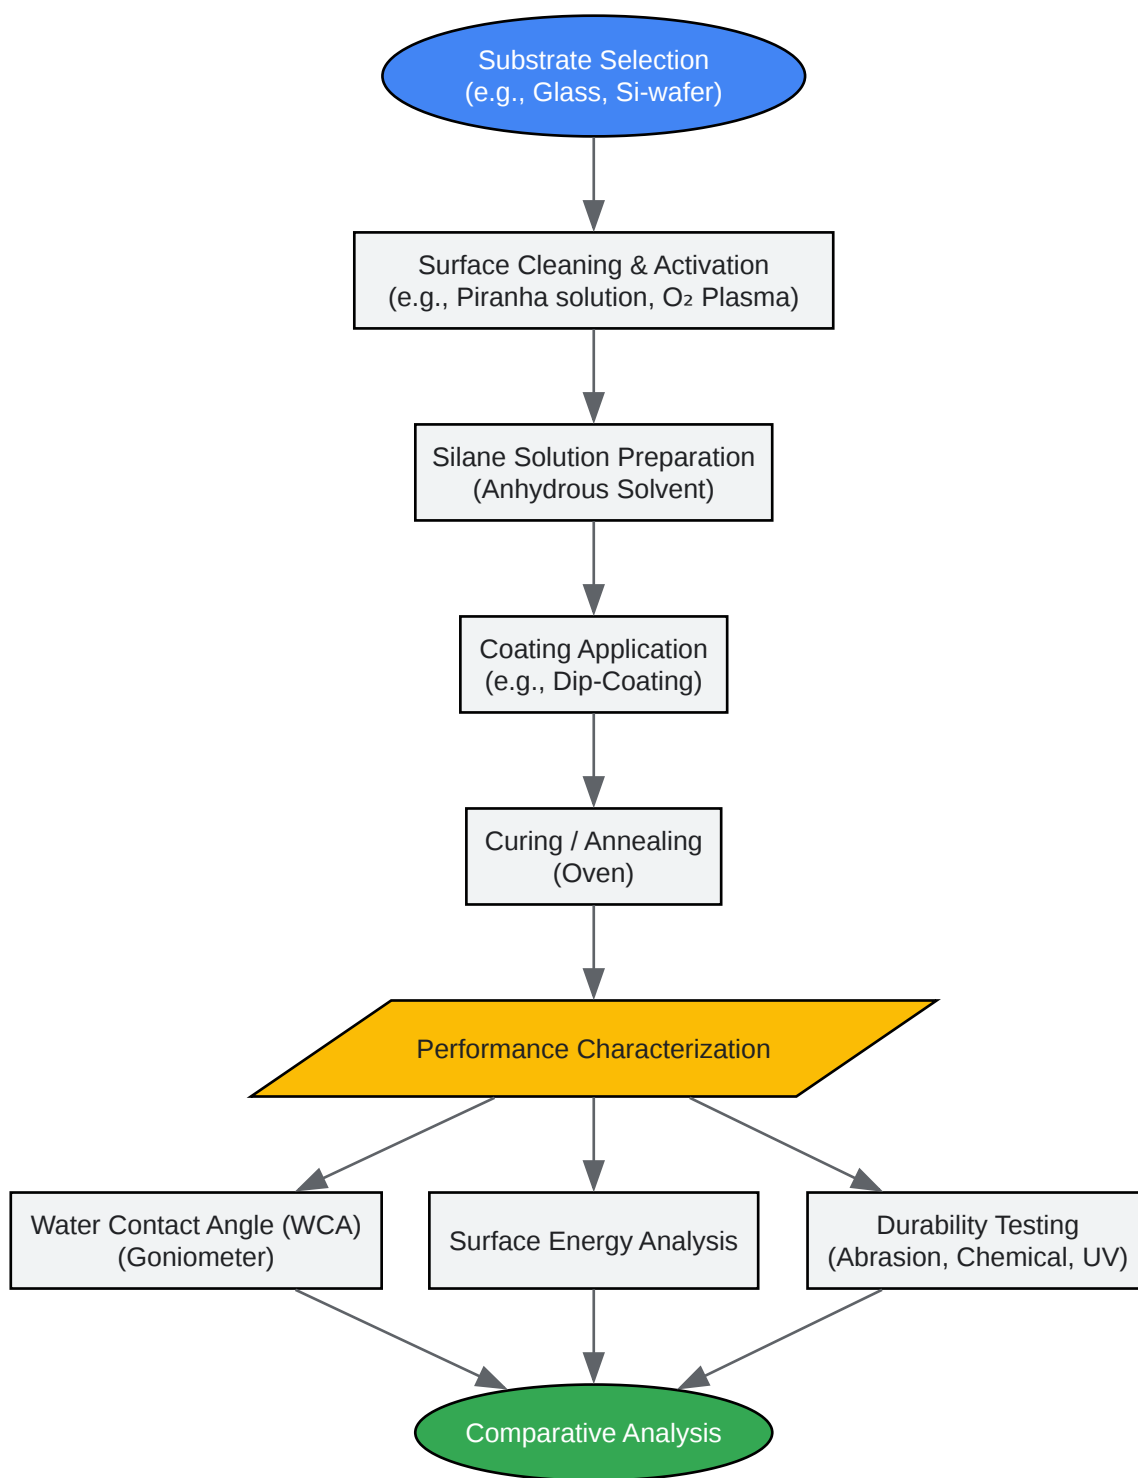 Substrate Selection
(e.g., Glass, Si-wafer)
Surface Cleaning & Activation
(e.g., Piranha solution, O₂ Plasma)
Silane Solution Preparation
(Anhydrous Solvent)
Coating Application
(e.g., Dip-Coating)
Curing / Annealing
(Oven)
Performance Characterization
Water Contact Angle (WCA)
(Goniometer)
Surface Energy Analysis
Durability Testing
(Abrasion, Chemical, UV)
Comparative Analysis